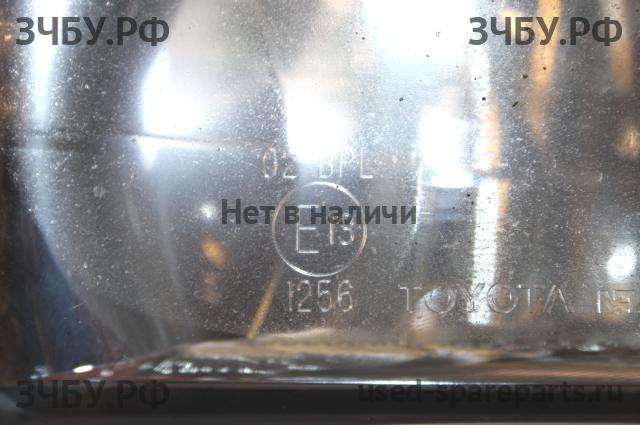 ЗЧБУ.РФ ЗЧБУ.РФ
02 BPL
Нет в наличи
E13
1256 TOYOTA
ЗЧБУ.РФ used-spareparts.ru